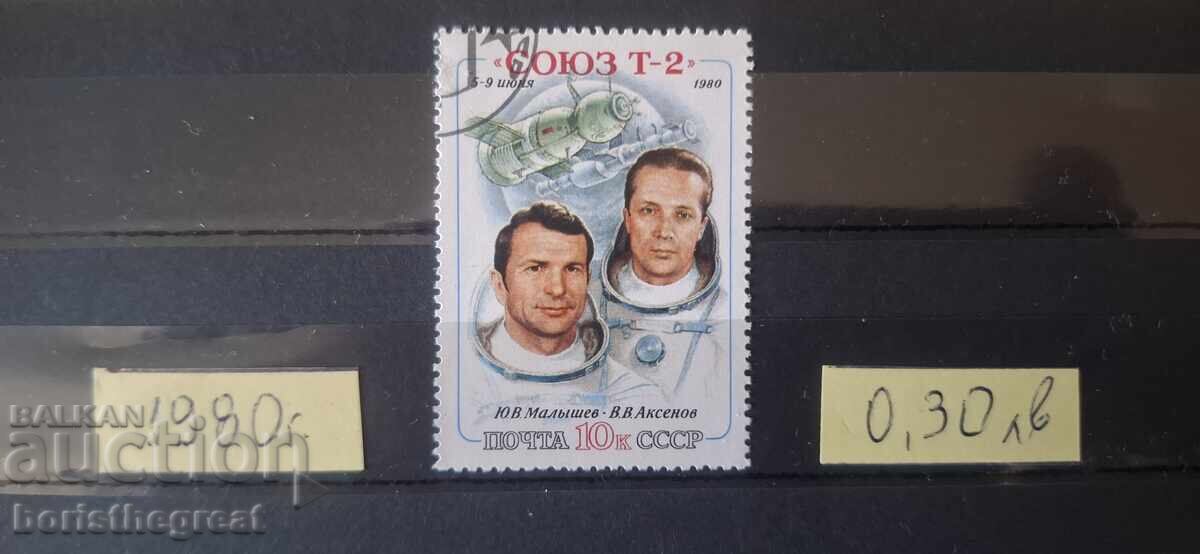 «СОЮЗ Т-2»
5-9 июня 1980
Ю.В.Малышев · В.В.Аксенов
ПОЧТА 10к СССР
1980г
0,30лв
BALKAN
auction
boristhegreat